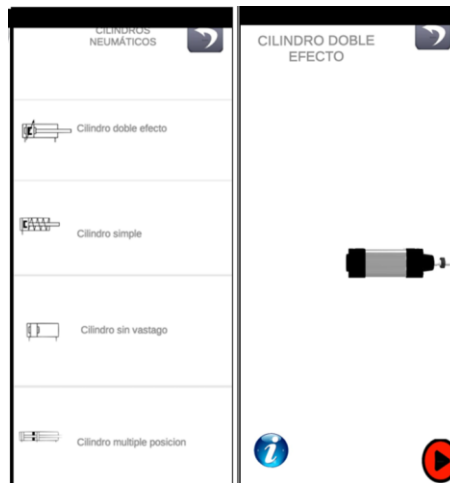 CILINDROS
NEUMÁTICOS
Cilindro doble efecto
Cilindro simple
Cilindro sin vastago
Cilindro multiple posicion
CILINDRO DOBLE
EFECTO
i